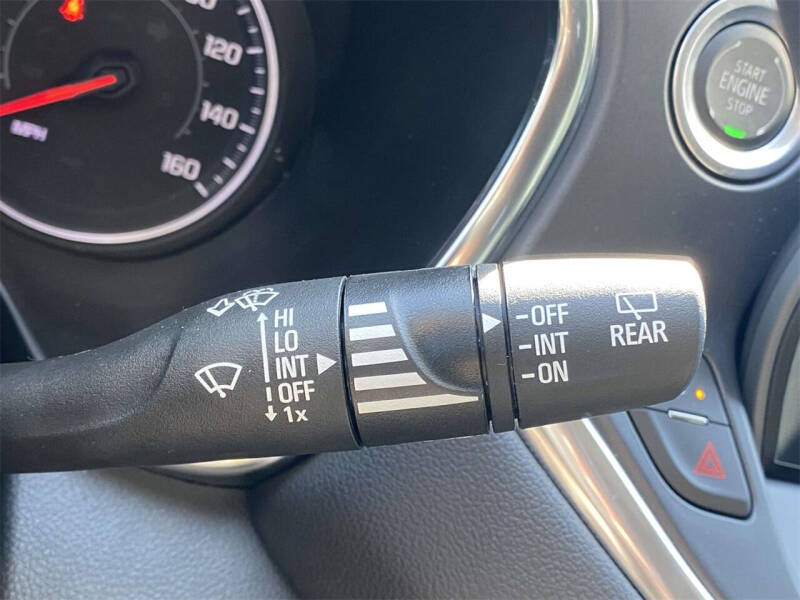 120
140
160
MPH
START
ENGINE
STOP
HI
LO
INT
OFF
1x
-OFF
-INT
-ON
REAR